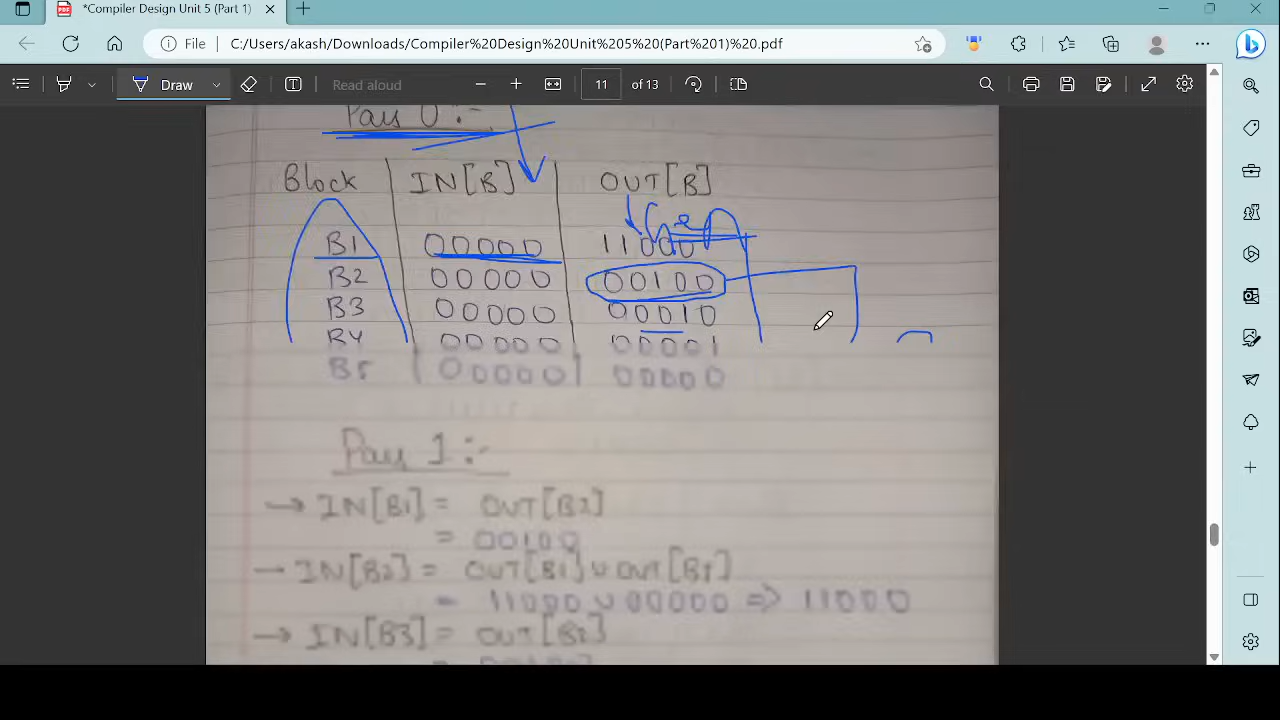 *Compiler Design Unit 5 (Part 1)
File C:/Users/akash/Downloads/Compiler%20Design%20Unit%205%20(Part%201)%20.pdf
Draw Read aloud 11 of 13
Pass 0 :-
Block IN[B] OUT[B]
Gen
B1 00000 11000
B2 00000 00100
B3 00000 00010
B4 00000 00001
B5 00000 00000
Pass 1 :-
→ IN[B1] = OUT[B2]
= 00100
→ IN[B2] = OUT[B1] ∪ OUT[B5]
= 11000 ∪ 00000 => 11000
→ IN[B3] = OUT[B2]